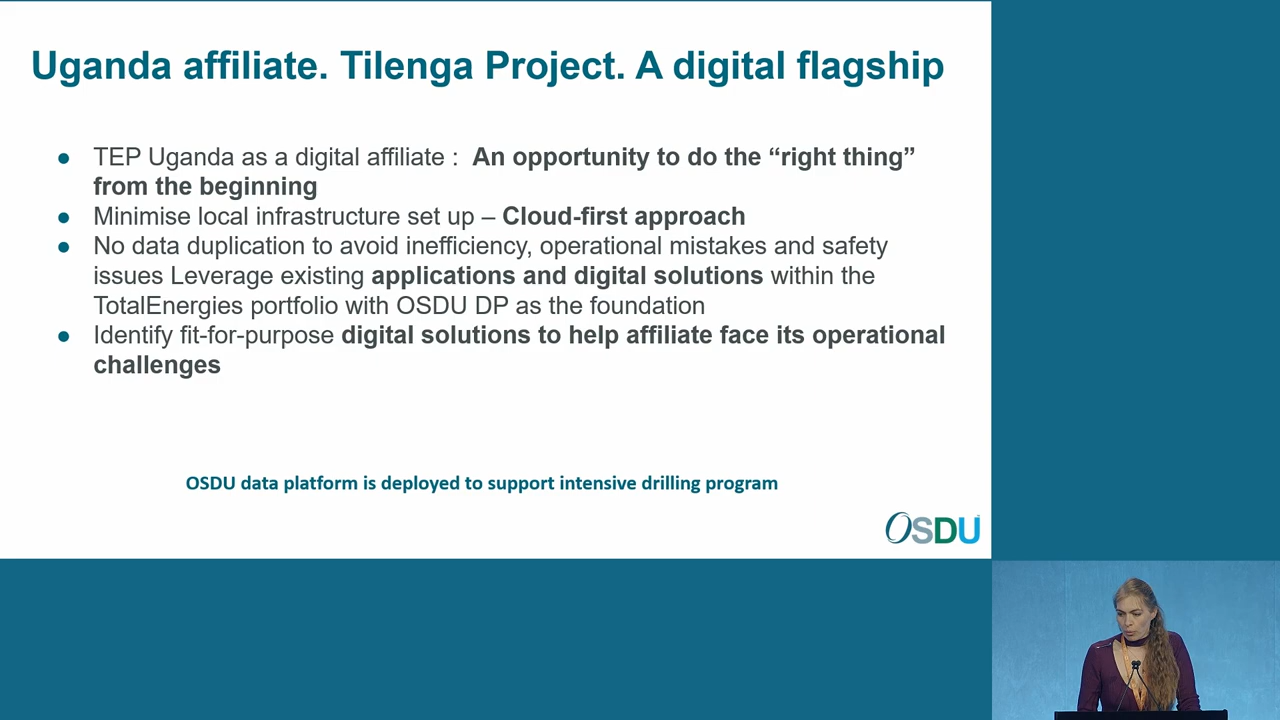 Uganda affiliate. Tilenga Project. A digital flagship
● TEP Uganda as a digital affiliate : An opportunity to do the “right thing”
from the beginning
● Minimise local infrastructure set up – Cloud-first approach
● No data duplication to avoid inefficiency, operational mistakes and safety
issues Leverage existing applications and digital solutions within the
TotalEnergies portfolio with OSDU DP as the foundation
● Identify fit-for-purpose digital solutions to help affiliate face its operational
challenges
OSDU data platform is deployed to support intensive drilling program
OSDU